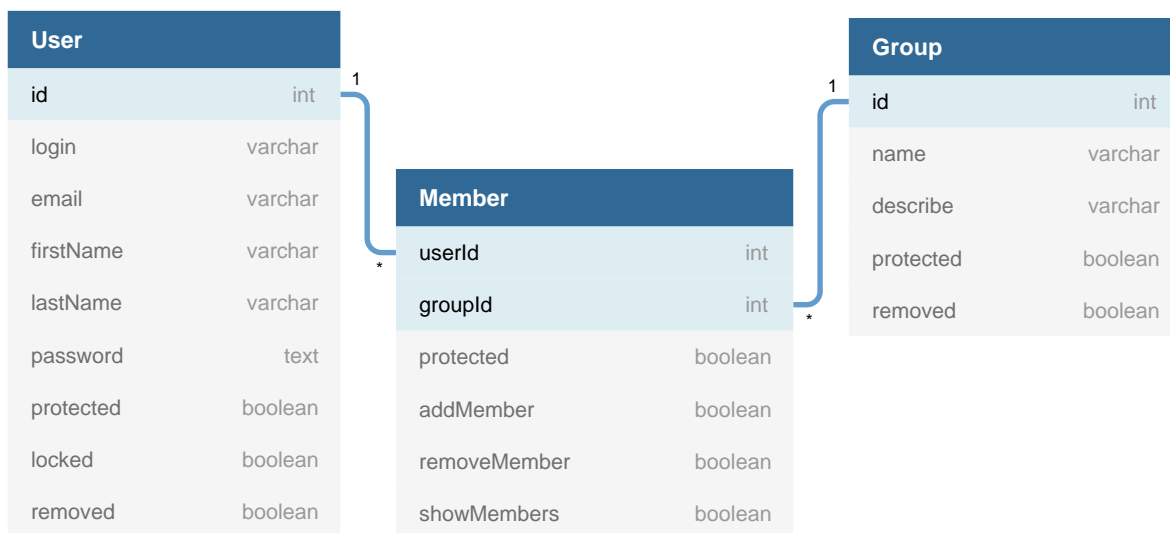 User
id int
login varchar
email varchar
firstName varchar
lastName varchar
password text
protected boolean
locked boolean
removed boolean
1
*
Member
userId int
groupId int
protected boolean
addMember boolean
removeMember boolean
showMembers boolean
1
*
Group
id int
name varchar
describe varchar
protected boolean
removed boolean